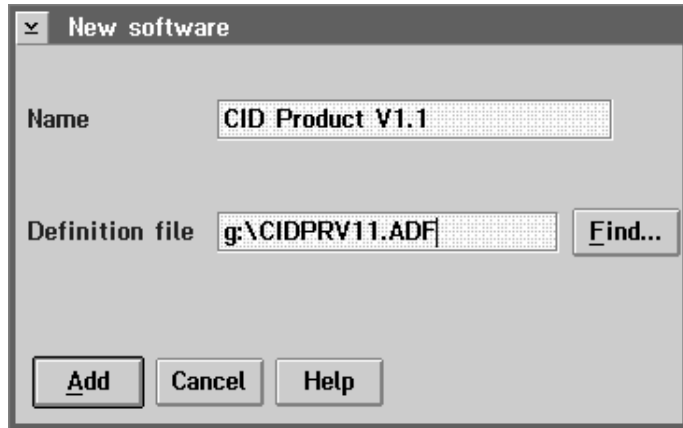 New software
Name CID Product V1.1
Definition file g:\CIDPRV11.ADF Find...
Add Cancel Help